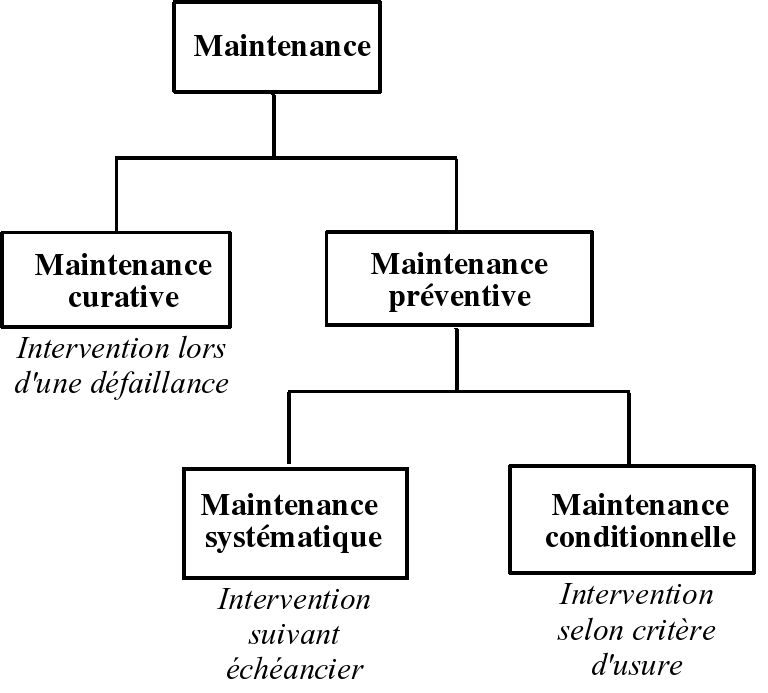 Maintenance
Maintenance
curative
Intervention lors
d'une défaillance
Maintenance
préventive
Maintenance
systématique
Intervention
suivant
échéancier
Maintenance
conditionnelle
Intervention
selon critère
d'usure